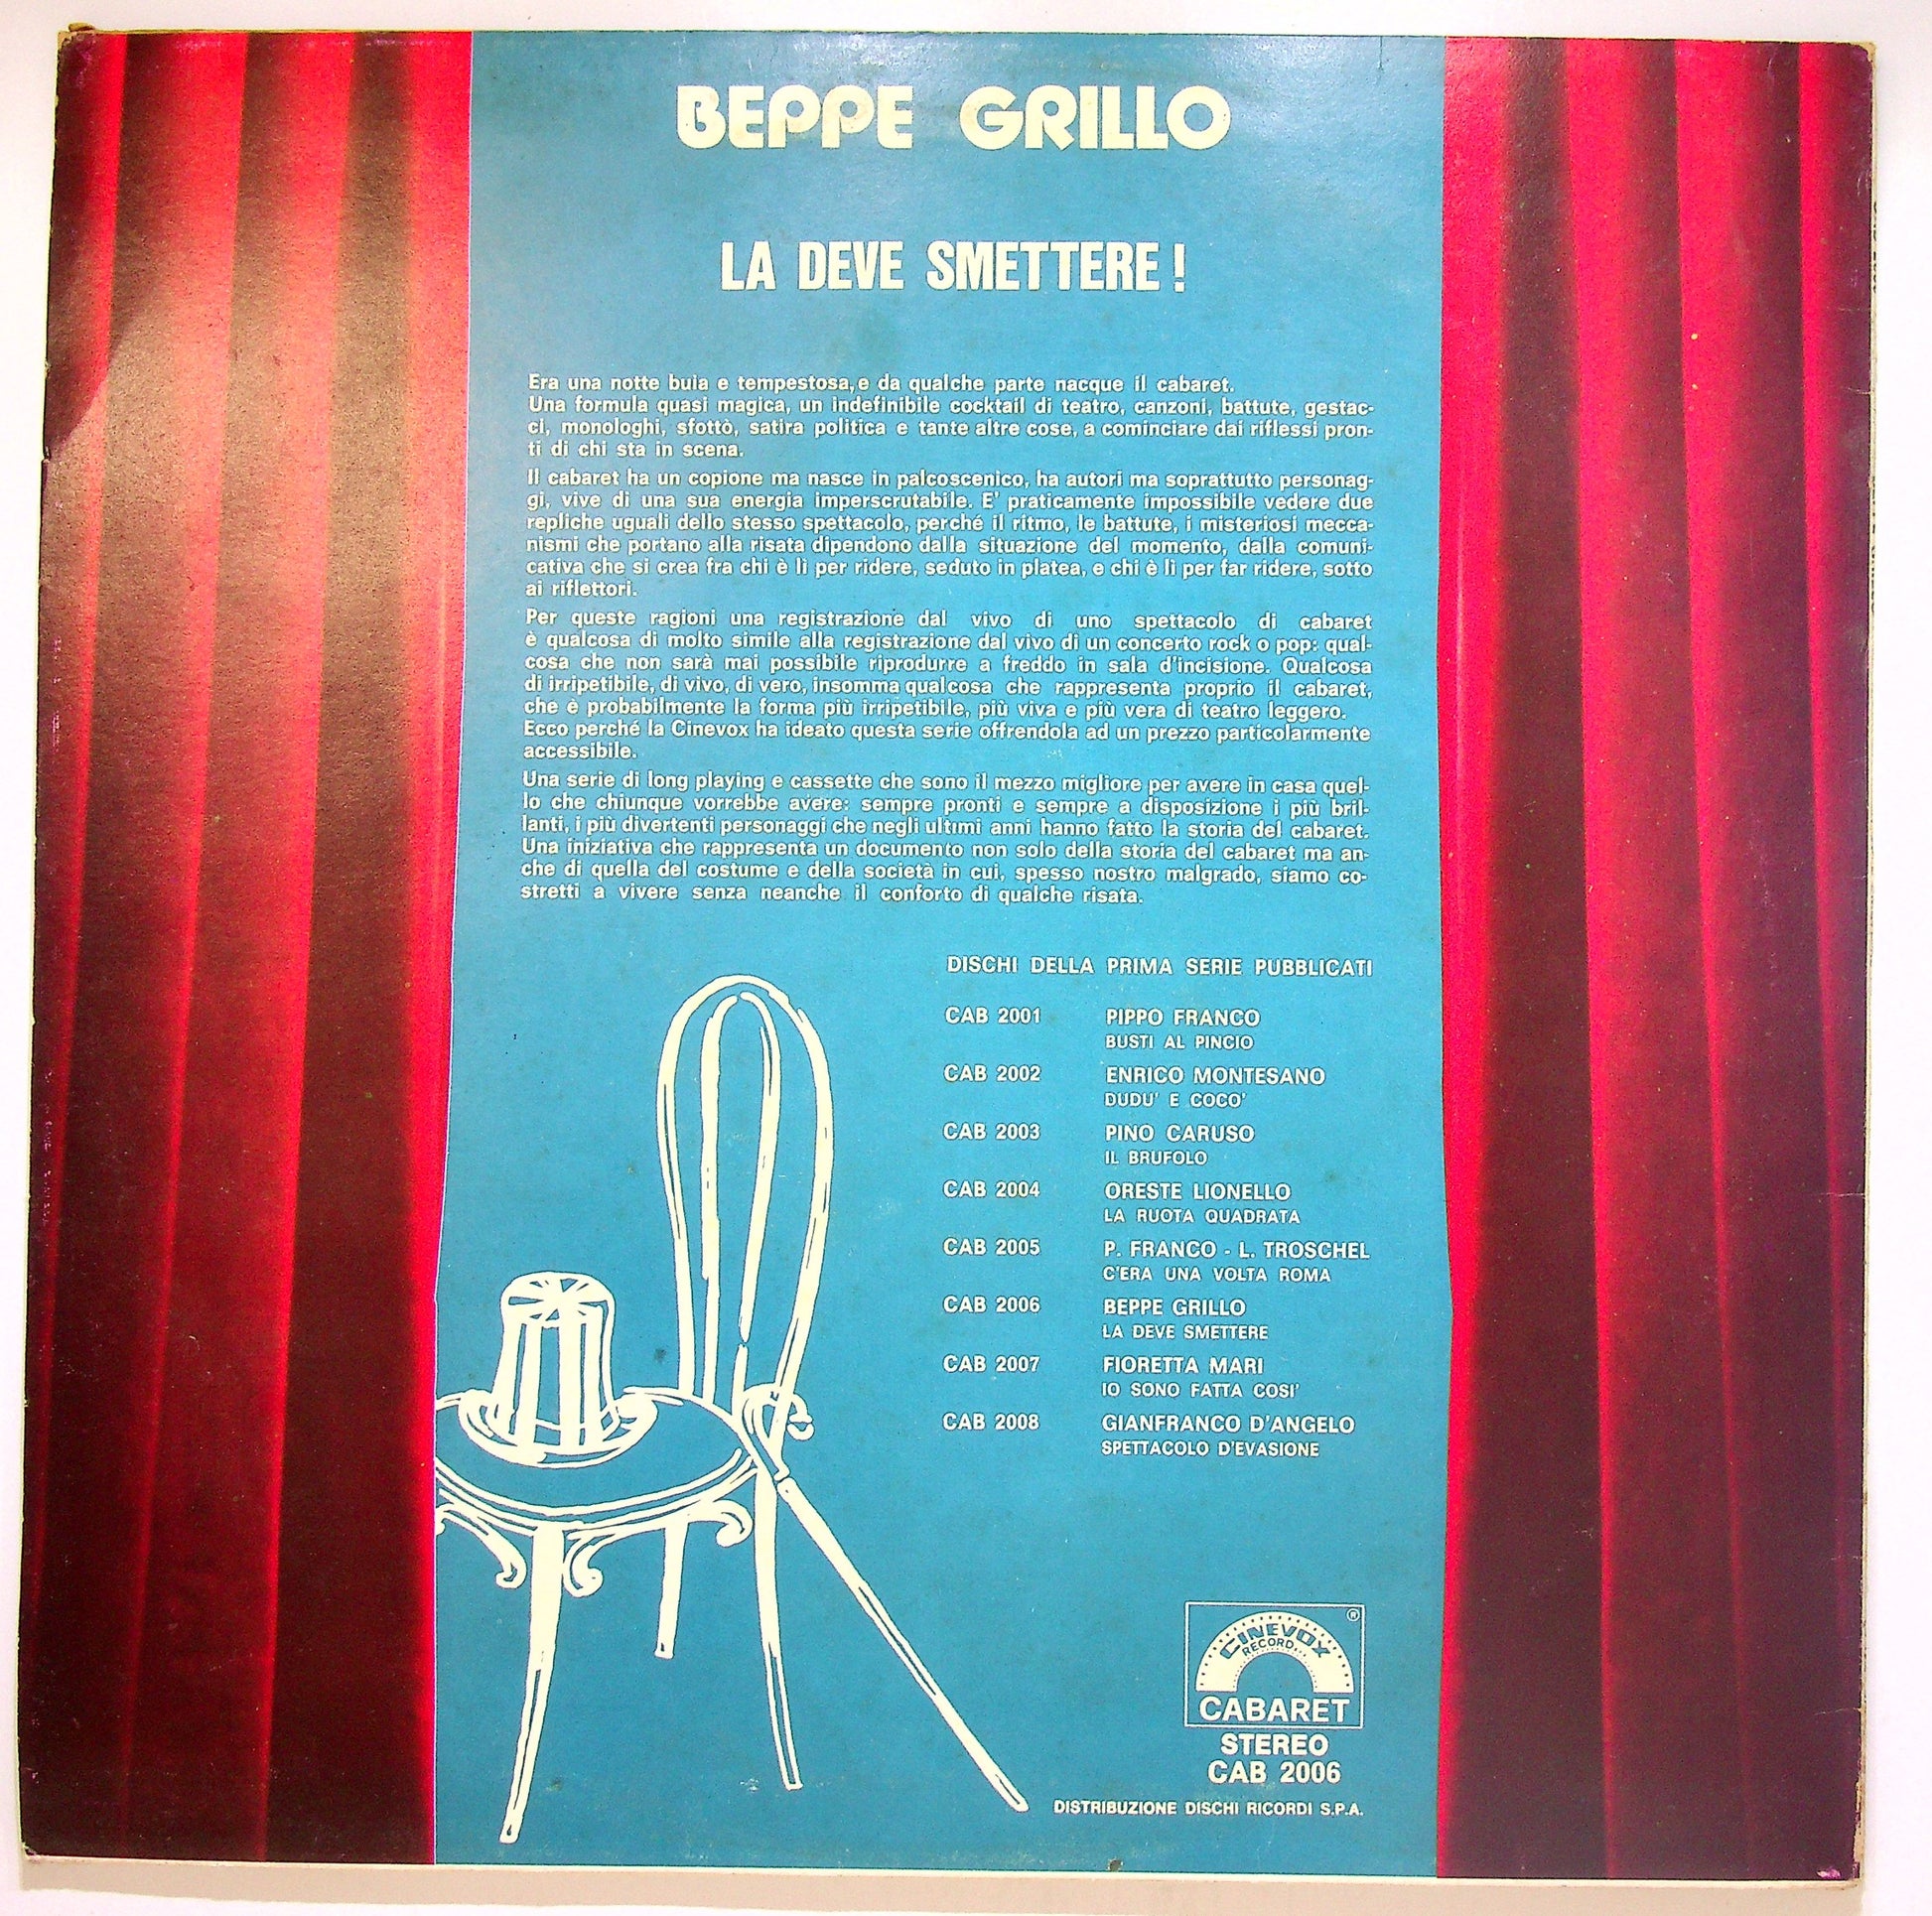 BEPPE GRILLO
LA DEVE SMETTERE !
Era una notte buia e tempestosa, e da qualche parte nacque il cabaret.
Una formula quasi magica, un indefinibile cocktail di teatro, canzoni, battute, gestac-
ci, monologhi, sfottò, satira politica e tante altre cose, a cominciare dai riflessi pron-
ti di chi sta in scena.
Il cabaret ha un copione ma nasce in palcoscenico, ha autori ma soprattutto personag-
gi, vive di una sua energia imperscrutabile. E' praticamente impossibile vedere due
repliche uguali dello stesso spettacolo, perché il ritmo, le battute, i misteriosi mecca-
nismi che portano alla risata dipendono dalla situazione del momento, dalla comuni-
cativa che si crea fra chi è lì per ridere, seduto in platea, e chi è lì per far ridere, sotto
ai riflettori.
Per queste ragioni una registrazione dal vivo di uno spettacolo di cabaret
è qualcosa di molto simile alla registrazione dal vivo di un concerto rock o pop: qual-
cosa che non sarà mai possibile riprodurre a freddo in sala d'incisione. Qualcosa
di irripetibile, di vivo, di vero, insomma qualcosa che rappresenta proprio il cabaret,
che è probabilmente la forma più irripetibile, più viva e più vera di teatro leggero.
Ecco perché la Cinevox ha ideato questa serie offrendola ad un prezzo particolarmente
accessibile.
Una serie di long playing e cassette che sono il mezzo migliore per avere in casa quel-
lo che chiunque vorrebbe avere: sempre pronti e sempre a disposizione i più bril-
lanti, i più divertenti personaggi che negli ultimi anni hanno fatto la storia del cabaret.
Una iniziativa che rappresenta un documento non solo della storia del cabaret ma an-
che di quella del costume e della società in cui, spesso nostro malgrado, siamo co-
stretti a vivere senza neanche il conforto di qualche risata.
DISCHI DELLA PRIMA SERIE PUBBLICATI
CAB 2001 PIPPO FRANCO
BUSTI AL PINCIO
CAB 2002 ENRICO MONTESANO
DUDU' E COCO'
CAB 2003 PINO CARUSO
IL BRUFOLO
CAB 2004 ORESTE LIONELLO
LA RUOTA QUADRATA
CAB 2005 P. FRANCO - L. TROSCHEL
C'ERA UNA VOLTA ROMA
CAB 2006 BEPPE GRILLO
LA DEVE SMETTERE
CAB 2007 FIORETTA MARI
IO SONO FATTA COSI'
CAB 2008 GIANFRANCO D'ANGELO
SPETTACOLO D'EVASIONE
®
CINEVOX
RECORD
CABARET
STEREO
CAB 2006
DISTRIBUZIONE DISCHI RICORDI S.P.A.